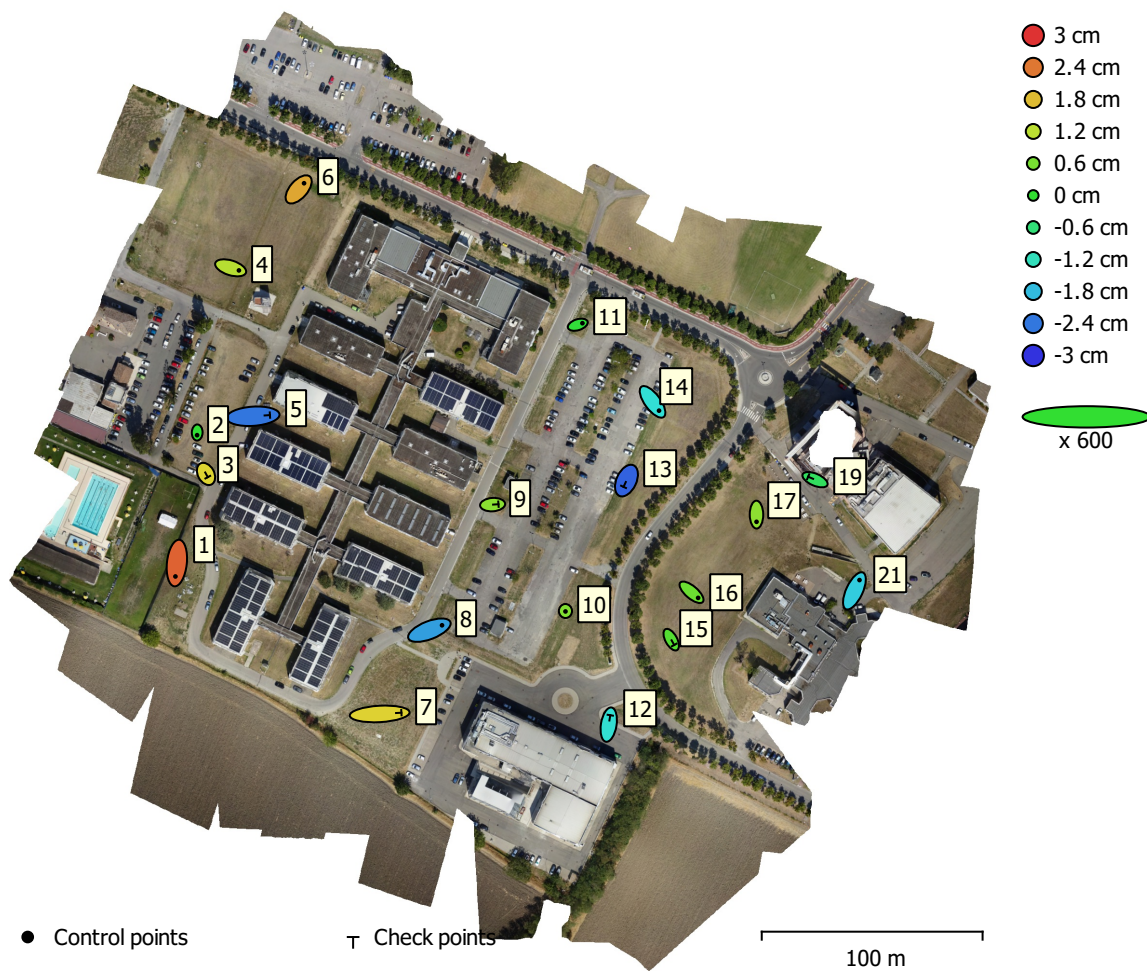 3 cm
2.4 cm
1.8 cm
1.2 cm
0.6 cm
0 cm
-0.6 cm
-1.2 cm
-1.8 cm
-2.4 cm
-3 cm
x 600
6
4
11
14
2
5
3
13
19
9
17
1
21
16
10
8
15
7
12
Control points
Check points
100 m